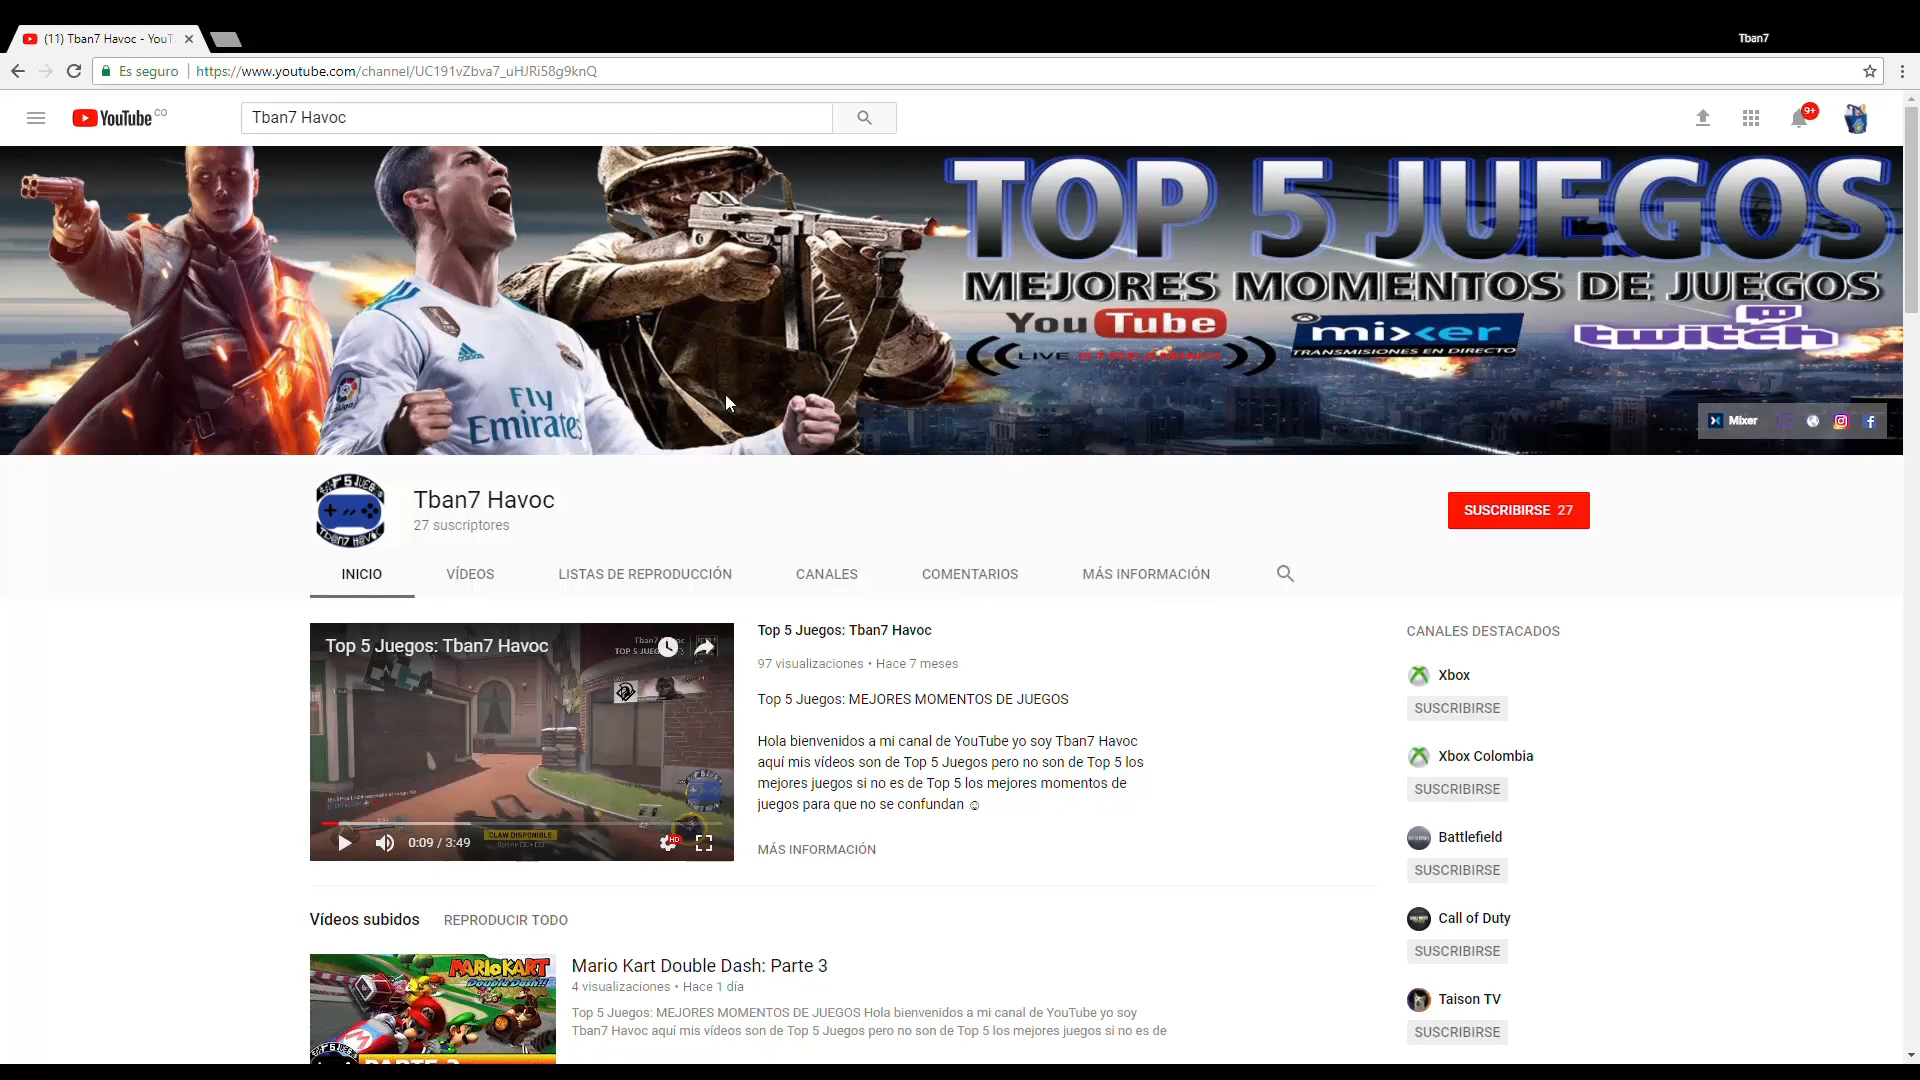 (11) Tban7 Havoc - YouT
Tban7
Es seguro
https://www.youtube.com/channel/UC191vZbva7_uHJRi58g9knQ
YouTube CO
Tban7 Havoc
9+
TOP 5 JUEGOS
MEJORES MOMENTOS DE JUEGOS
YouTube
LIVE STREAMING
mixer
TRANSMISIONES EN DIRECTO
twitch
Fly
Emirates
Mixer
Tban7 Havoc
27 suscriptores
SUSCRIBIRSE 27
INICIO
VÍDEOS
LISTAS DE REPRODUCCIÓN
CANALES
COMENTARIOS
MÁS INFORMACIÓN
Top 5 Juegos: Tban7 Havoc
CLAW DISPONIBLE
0:09 / 3:49
HD
Top 5 Juegos: Tban7 Havoc
97 visualizaciones • Hace 7 meses
Top 5 Juegos: MEJORES MOMENTOS DE JUEGOS
Hola bienvenidos a mi canal de YouTube yo soy Tban7 Havoc
aquí mis vídeos son de Top 5 Juegos pero no son de Top 5 los
mejores juegos si no es de Top 5 los mejores momentos de
juegos para que no se confundan ☺
MÁS INFORMACIÓN
CANALES DESTACADOS
Xbox
SUSCRIBIRSE
Xbox Colombia
SUSCRIBIRSE
Battlefield
SUSCRIBIRSE
Call of Duty
SUSCRIBIRSE
Taison TV
SUSCRIBIRSE
Vídeos subidos
REPRODUCIR TODO
MARIOKART
Double Dash!!
PARTE 3
Mario Kart Double Dash: Parte 3
4 visualizaciones • Hace 1 día
Top 5 Juegos: MEJORES MOMENTOS DE JUEGOS Hola bienvenidos a mi canal de YouTube yo soy
Tban7 Havoc aquí mis vídeos son de Top 5 Juegos pero no son de Top 5 los mejores juegos si no es de